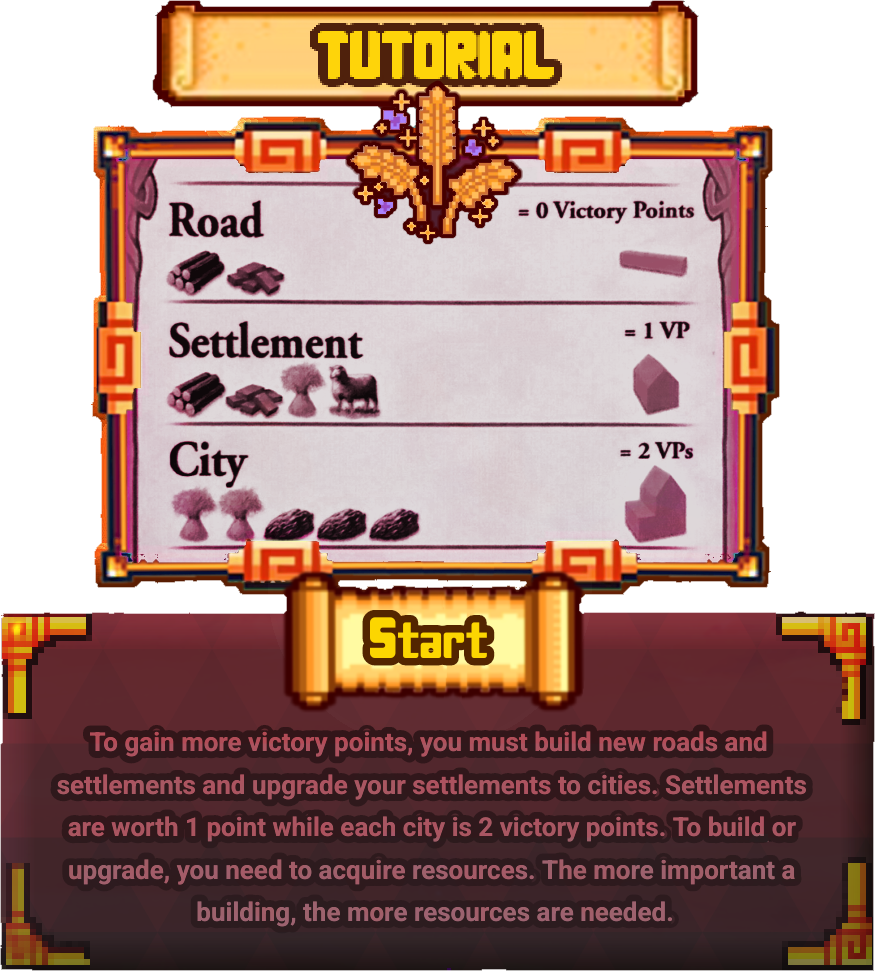 TUTORIAL
Road
= 0 Victory Points
Settlement
= 1 VP
City
= 2 VPs
Start
To gain more victory points, you must build new roads and
settlements and upgrade your settlements to cities. Settlements
are worth 1 point while each city is 2 victory points. To build or
upgrade, you need to acquire resources. The more important a
building, the more resources are needed.